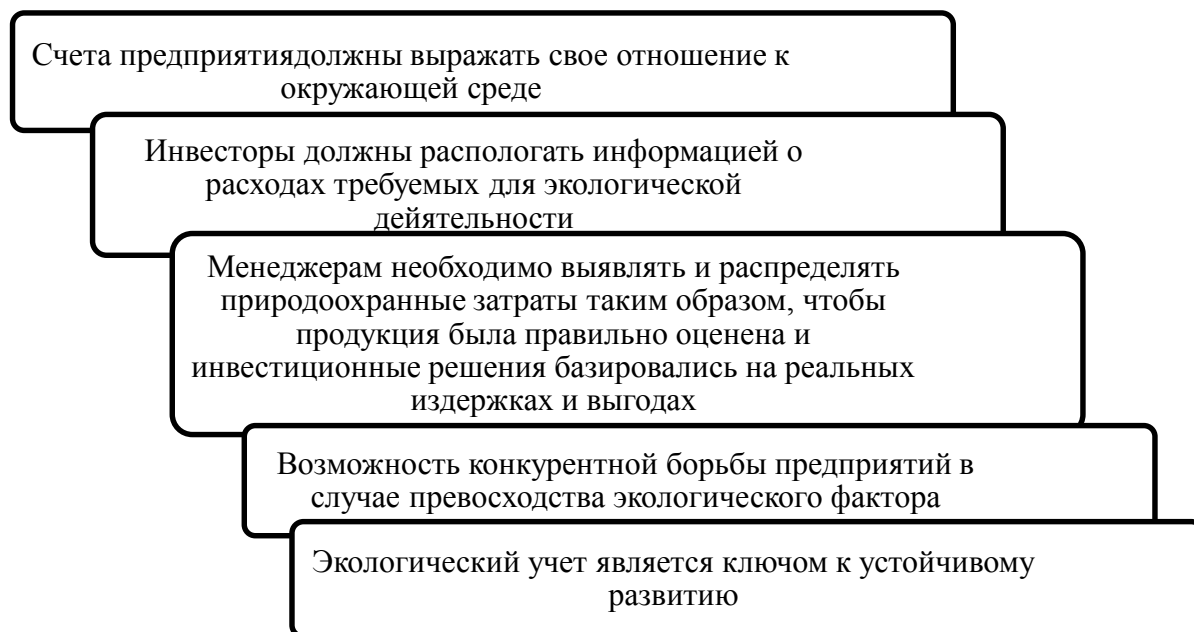 Счета предприятиядолжны выражать свое отношение к
окружающей среде
Инвесторы должны распологать информацией о
расходах требуемых для экологической
дейятельности
Менеджерам необходимо выявлять и распределять
природоохранные затраты таким образом, чтобы
продукция была правильно оценена и
инвестиционные решения базировались на реальных
издержках и выгодах
Возможность конкурентной борьбы предприятий в
случае превосходства экологического фактора
Экологический учет является ключом к устойчивому
развитию